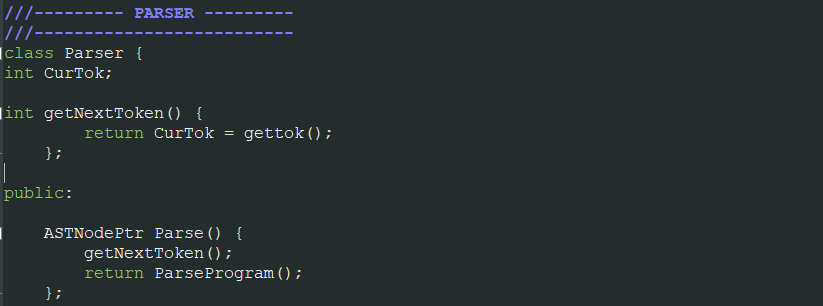 ///--------- PARSER ---------
///--------------------------
class Parser {
int CurTok;
int getNextToken() {
return CurTok = gettok();
};
public:
ASTNodePtr Parse() {
getNextToken();
return ParseProgram();
};